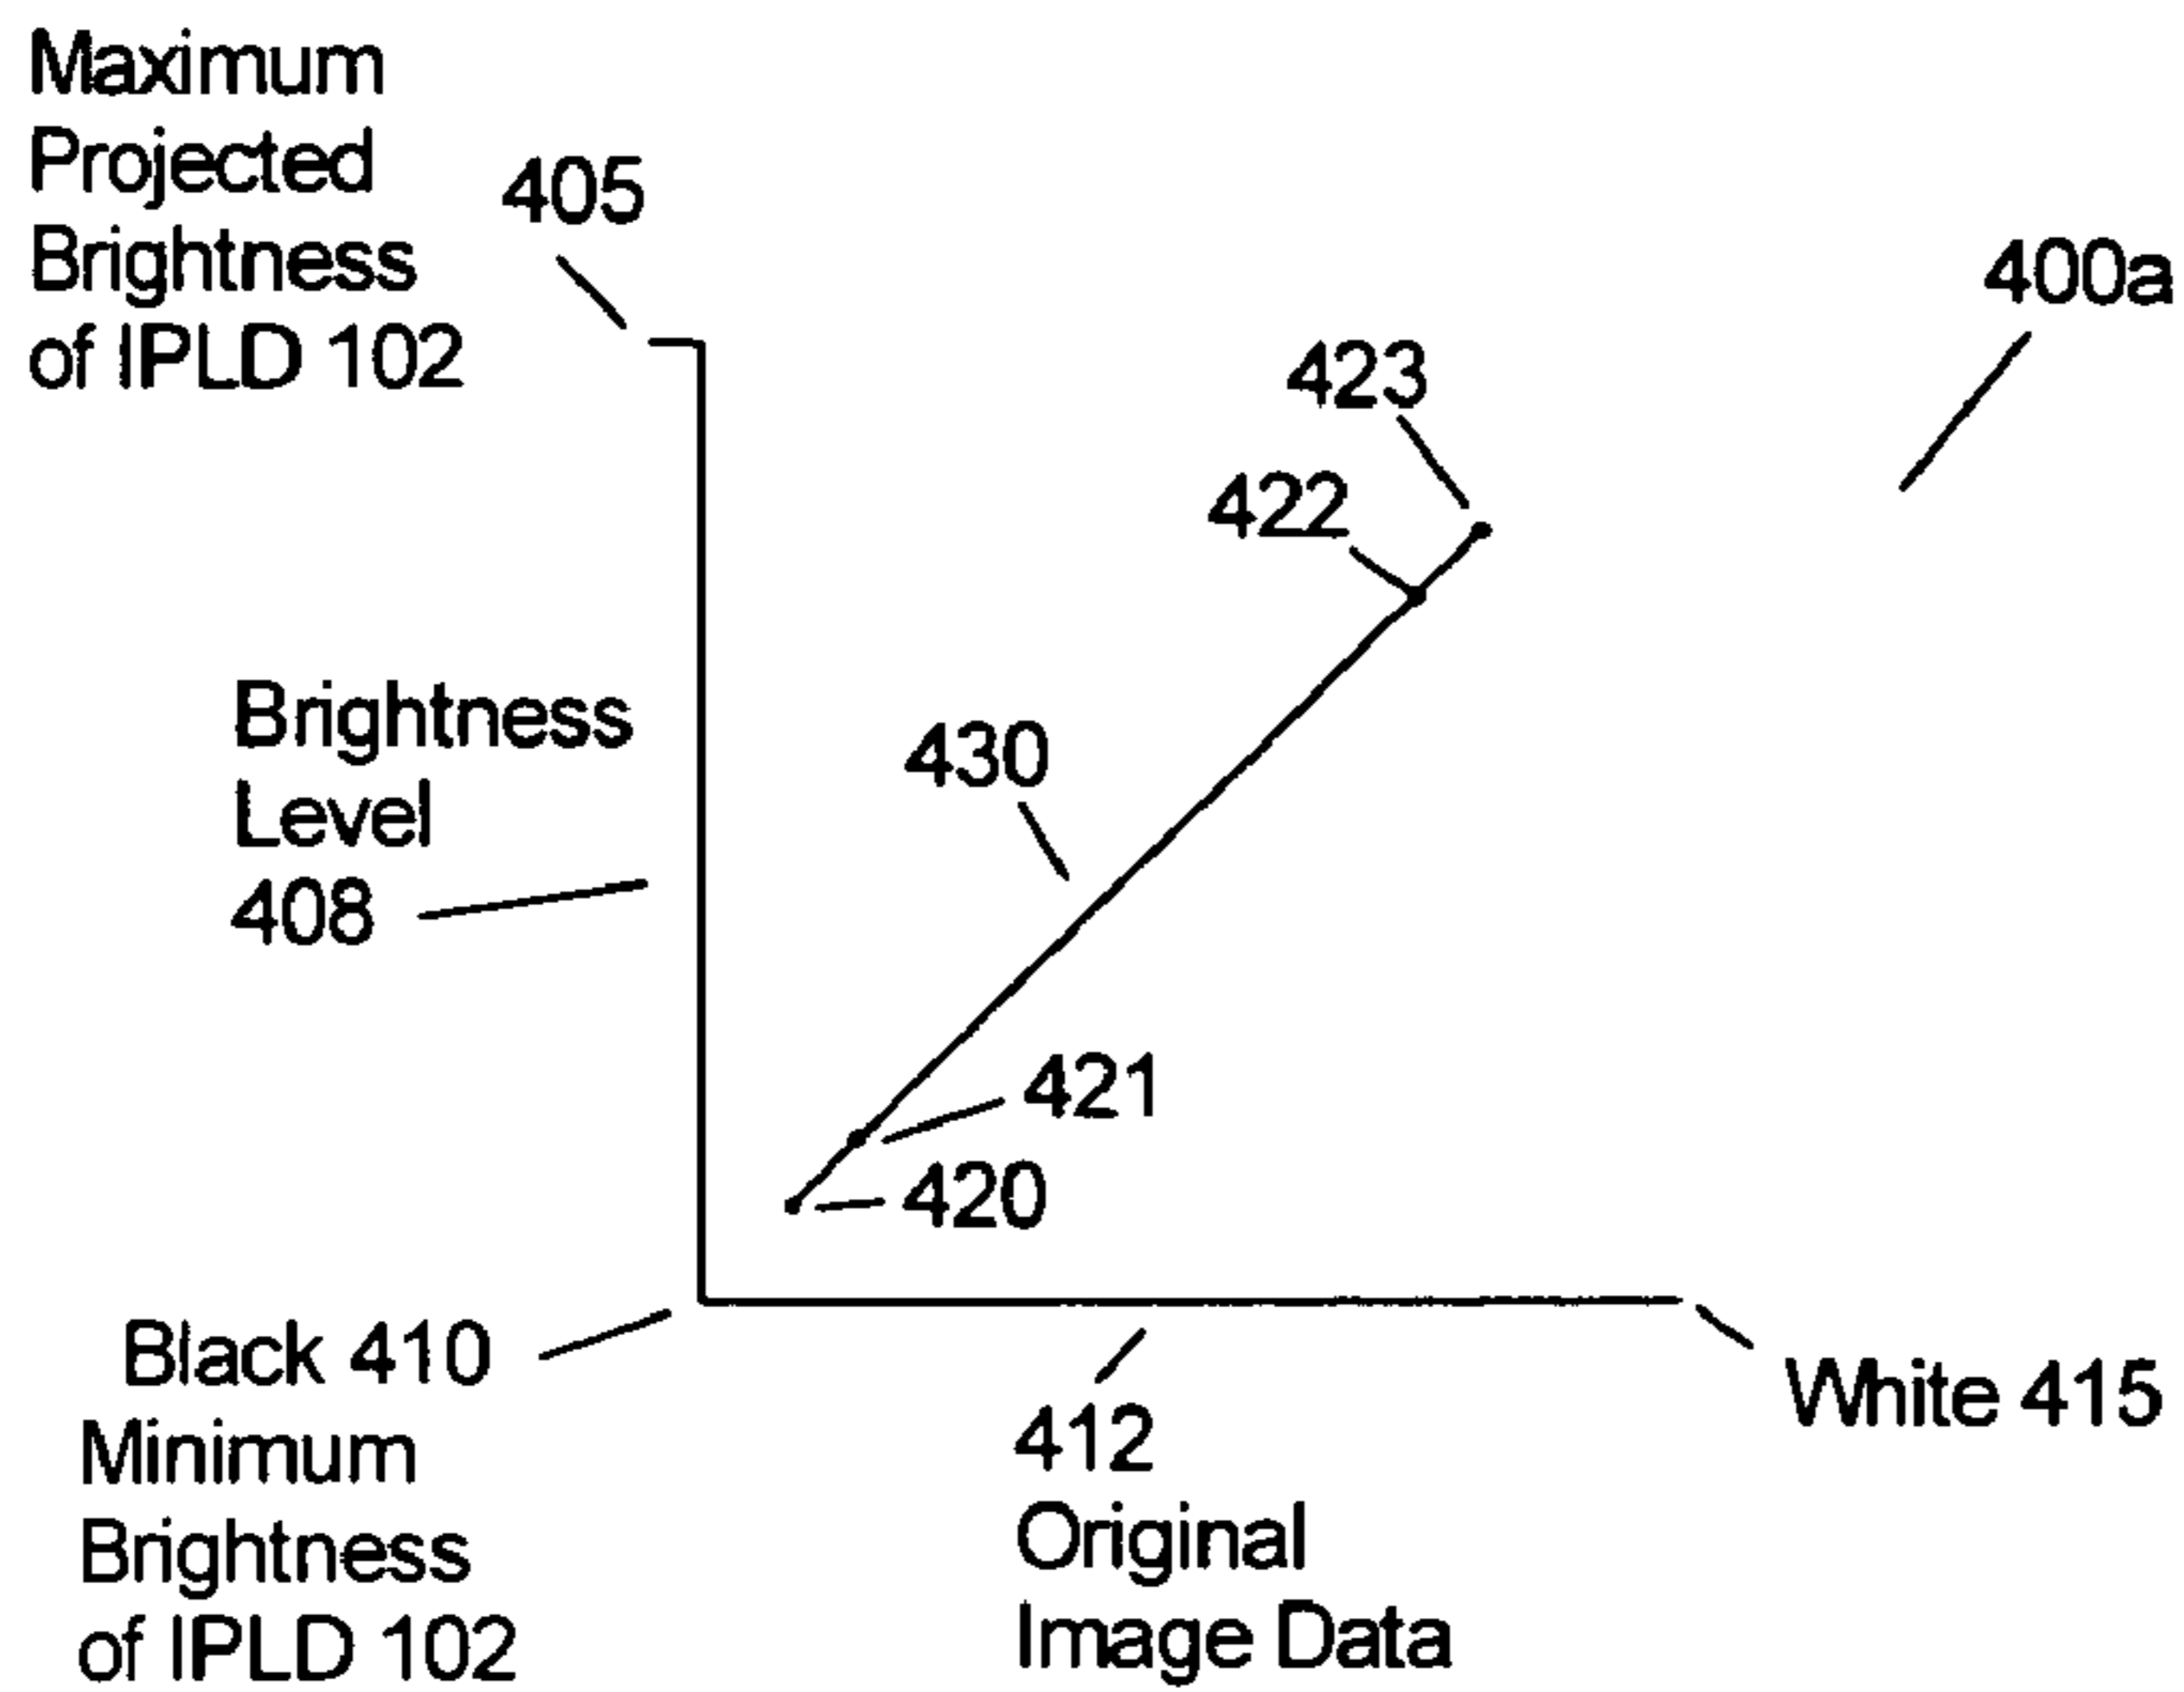 Maximum
Projected
Brightness
of IPLD 102
405
400a
423
422
Brightness
Level
408
430
421
420
Black 410
Minimum
Brightness
of IPLD 102
412
Original
Image Data
White 415